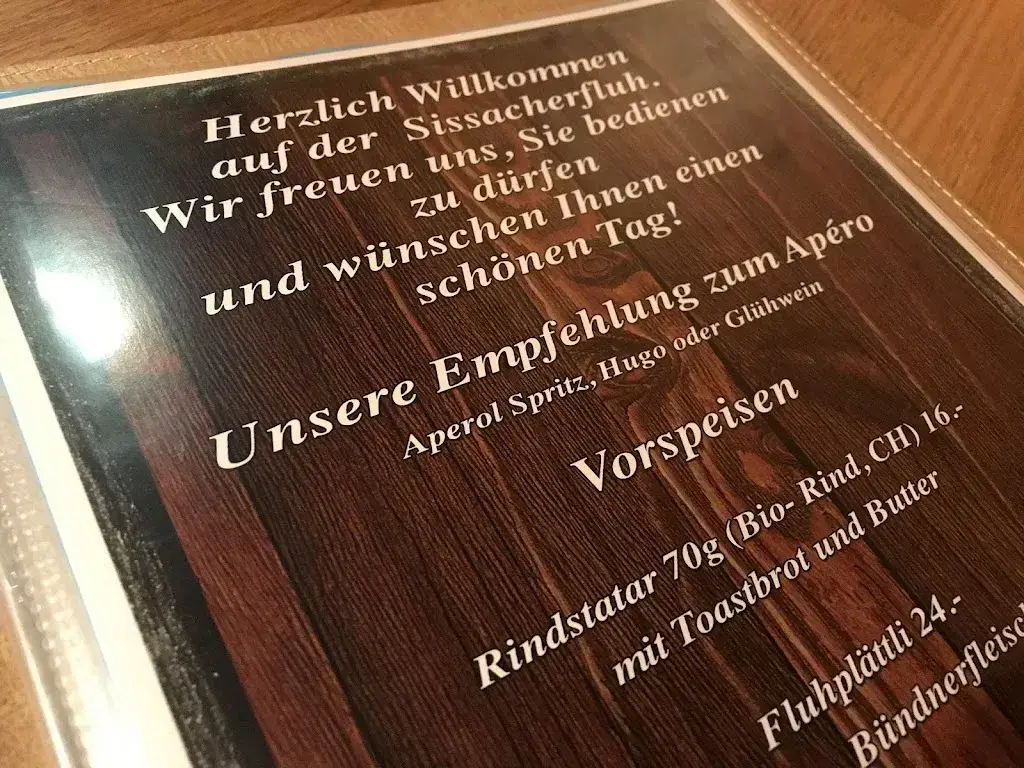 Herzlich Willkommen
auf der Sissacherfluh.
Wir freuen uns, Sie bedienen
zu dürfen
und wünschen Ihnen einen
schönen Tag!
Unsere Empfehlung zum Apéro
Aperol Spritz, Hugo oder Glühwein
Vorspeisen
Rindstatar 70g (Bio- Rind, CH) 16.-
mit Toastbrot und Butter
Fluhplättli 24.-
Bündnerfleisch